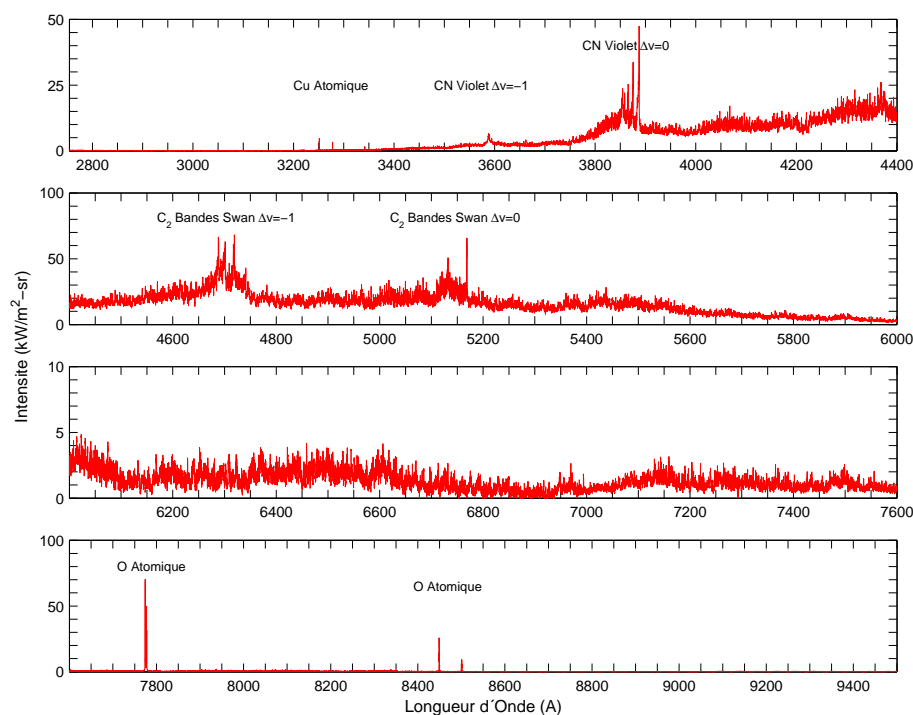 50
CN Violet Δv=0
Cu Atomique
CN Violet Δv=−1
25
0
2800 3000 3200 3400 3600 3800 4000 4200 4400
100
C2 Bandes Swan Δv=−1
C2 Bandes Swan Δv=0
50
0
4600 4800 5000 5200 5400 5600 5800 6000
Intensite (kW/m²−sr)
10
5
0
6200 6400 6600 6800 7000 7200 7400 7600
100
O Atomique
O Atomique
50
0
7800 8000 8200 8400 8600 8800 9000 9200 9400
Longueur d´Onde (A)